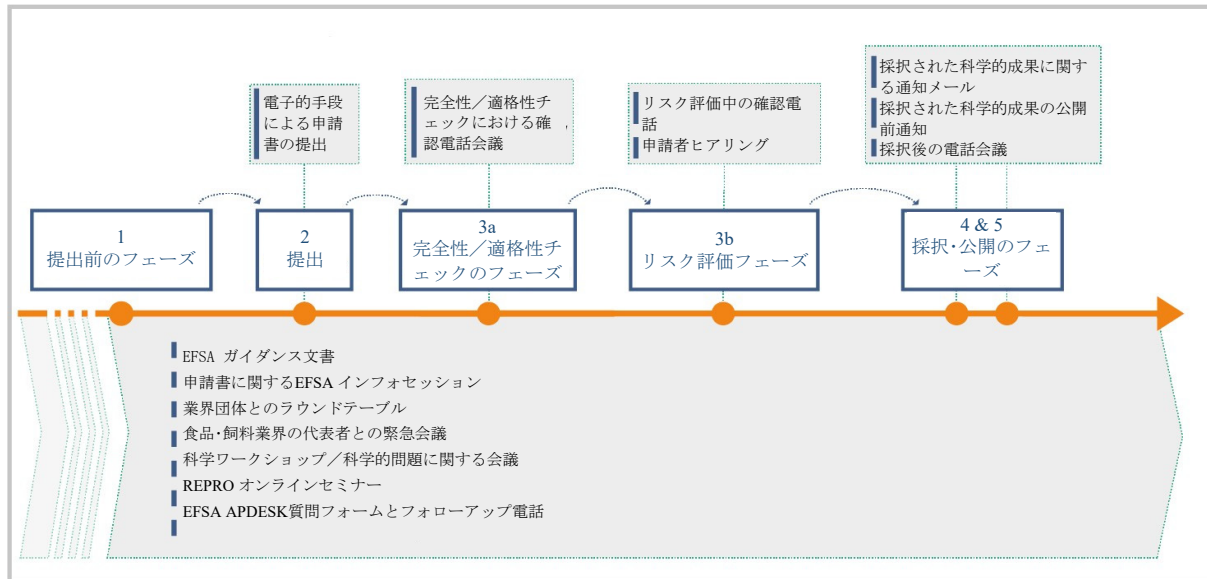 電子的手段
による申請
書の提出
完全性／適格性チ
ェックにおける確
認電話会議
リスク評価中の確認電
話
申請者ヒアリング
採択された科学的成果に関す
る通知メール
採択された科学的成果の公開
前通知
採択後の電話会議
1
提出前のフェーズ
2
提出
3a
完全性／適格性チ
ェックのフェーズ
3b
リスク評価フェーズ
4 & 5
採択・公開のフェ
ーズ
EFSA ガイダンス文書
申請書に関するEFSA インフォセッション
業界団体とのラウンドテーブル
食品・飼料業界の代表者との緊急会議
科学ワークショップ／科学的問題に関する会議
REPRO オンラインセミナー
EFSA APDESK質問フォームとフォローアップ電話